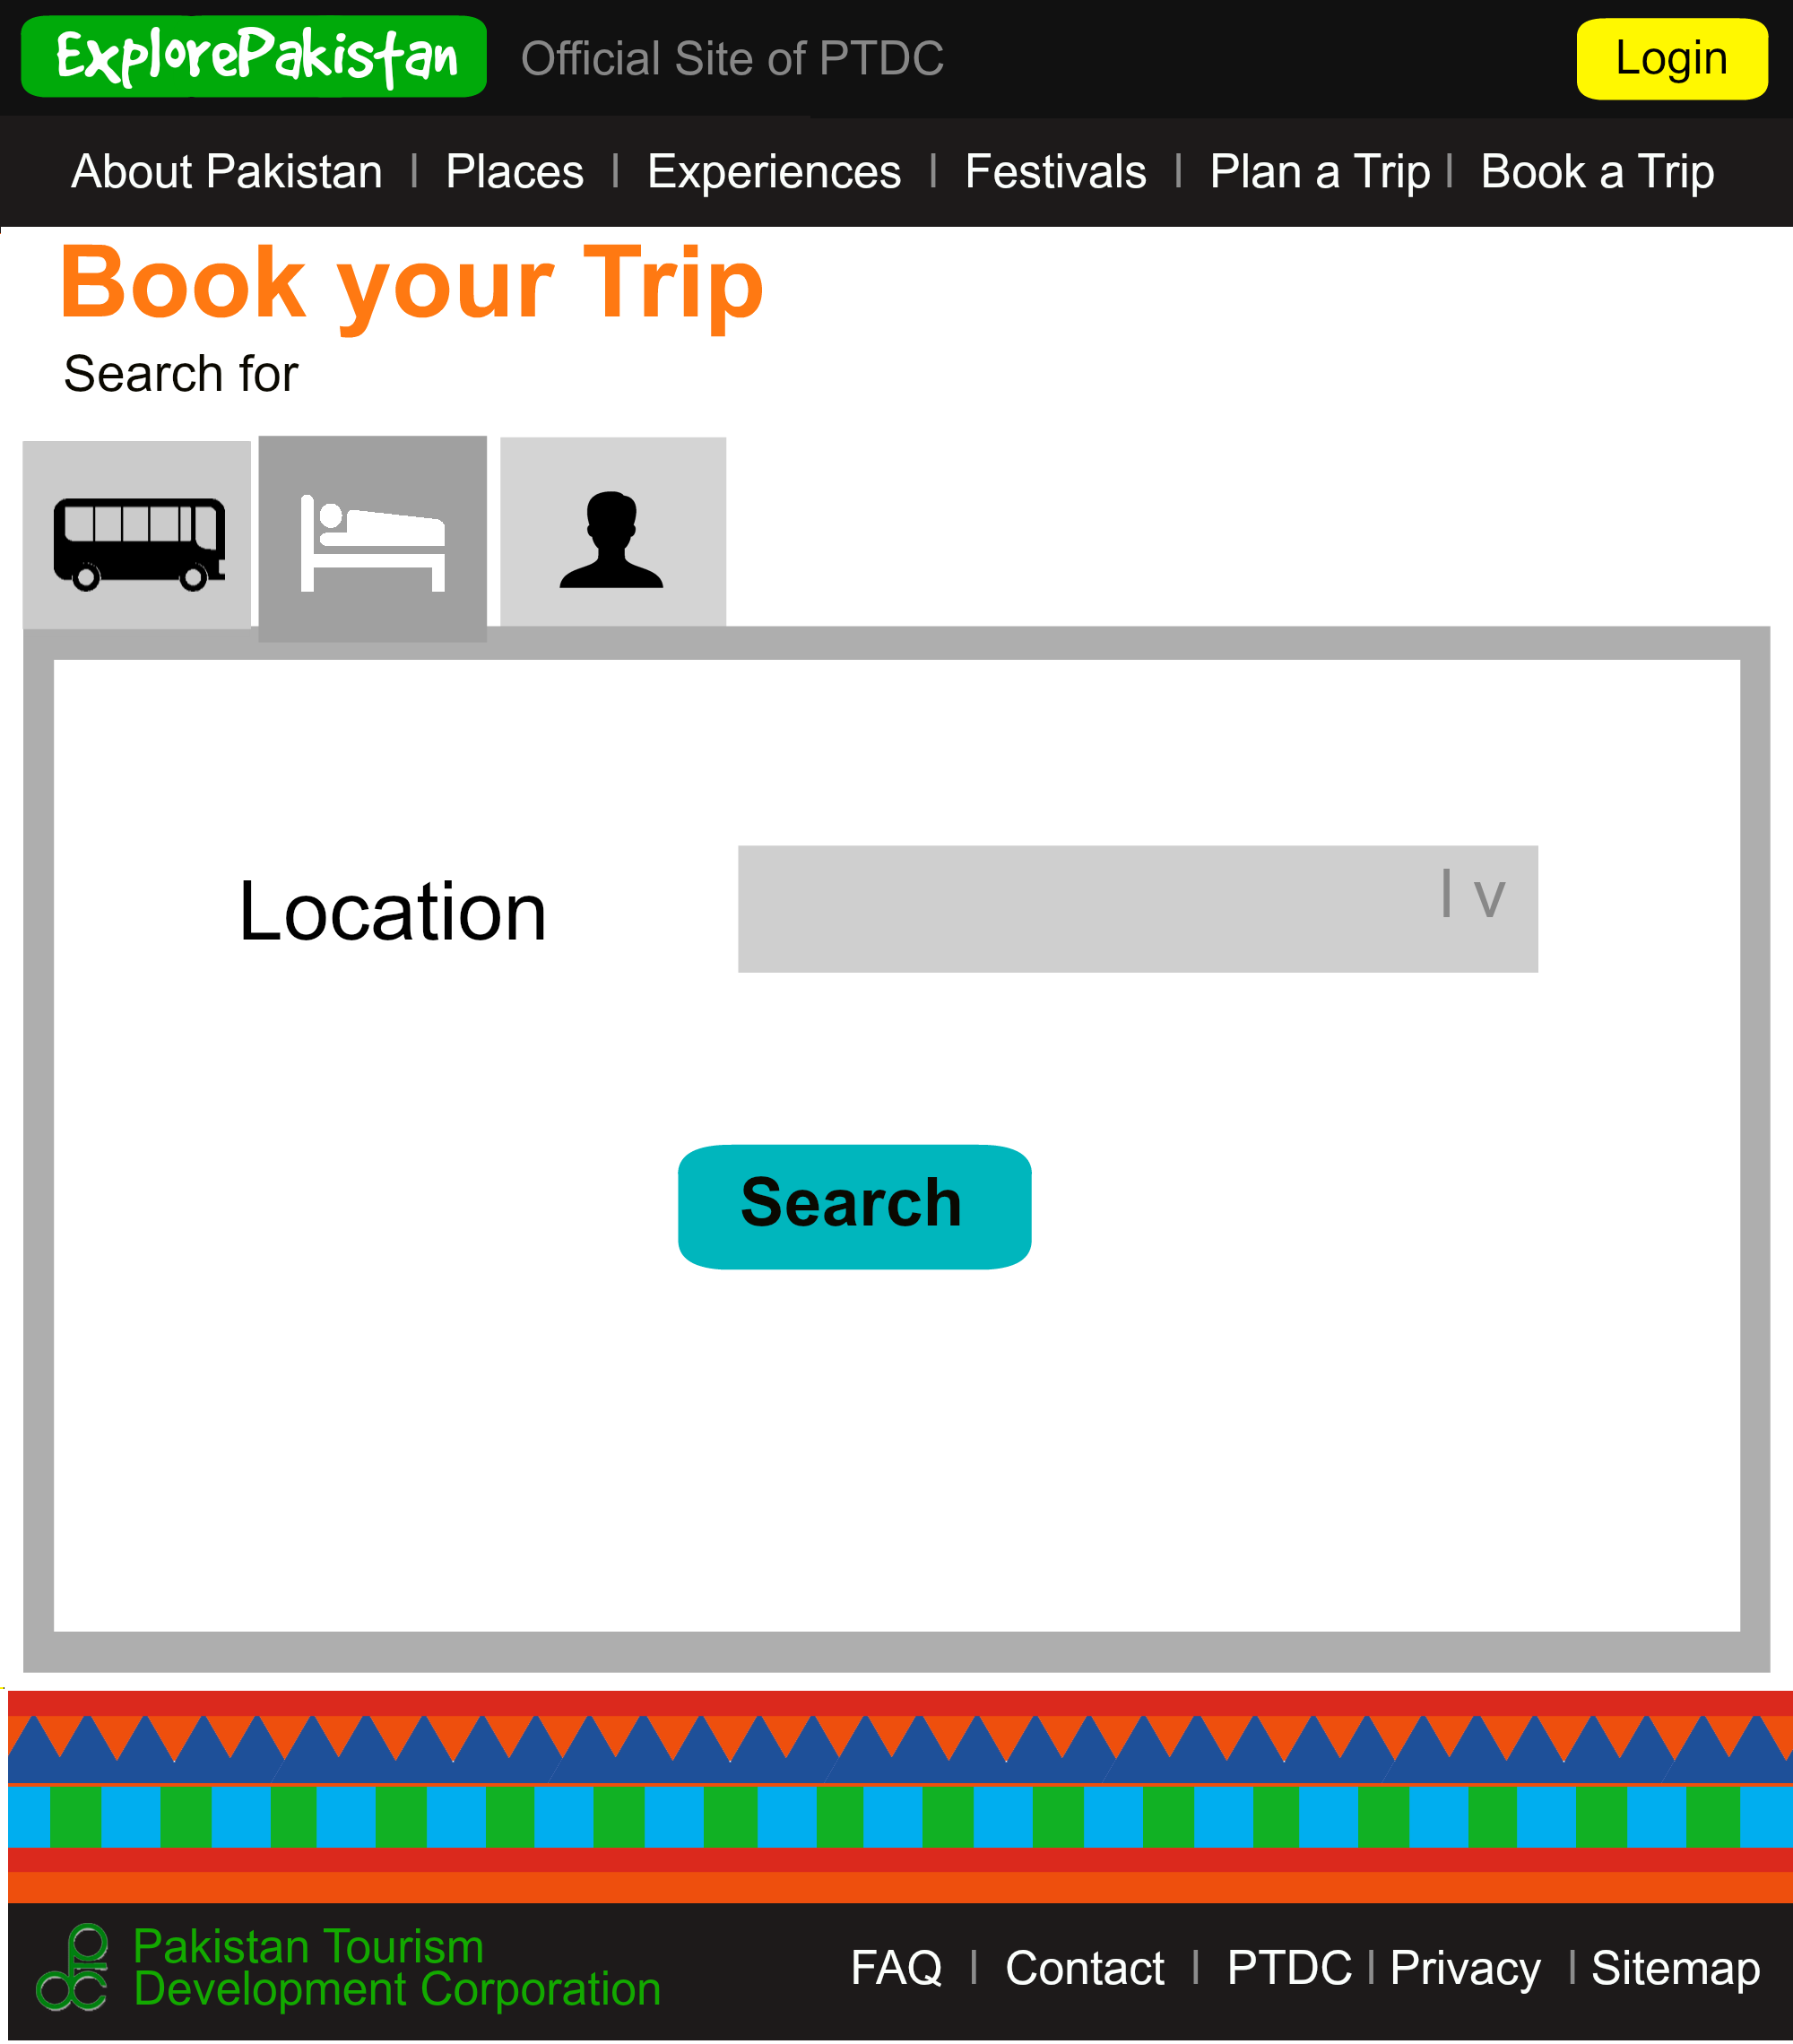 ExplorePakistan Official Site of PTDC Login
About Pakistan | Places | Experiences | Festivals | Plan a Trip | Book a Trip
Book your Trip
Search for
Location
Search
Pakistan Tourism
Development Corporation
FAQ | Contact | PTDC | Privacy | Sitemap